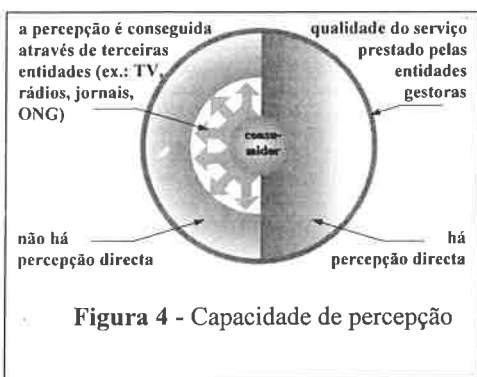 a percepção é conseguida
através de terceiras
entidades (ex.: TV,
rádios, jornais,
ONG)
qualidade do serviço
prestado pelas
entidades
gestoras
consu-
midor
não há
percepção directa
há
percepção directa
Figura 4 - Capacidade de percepção